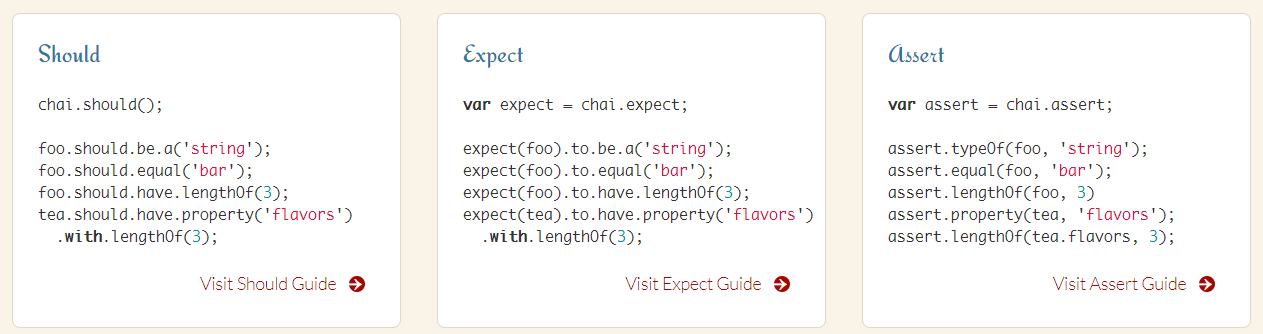 Should
chai.should();
foo.should.be.a('string');
foo.should.equal('bar');
foo.should.have.lengthOf(3);
tea.should.have.property('flavors')
  .with.lengthOf(3);
Visit Should Guide
Expect
var expect = chai.expect;
expect(foo).to.be.a('string');
expect(foo).to.equal('bar');
expect(foo).to.have.lengthOf(3);
expect(tea).to.have.property('flavors')
  .with.lengthOf(3);
Visit Expect Guide
Assert
var assert = chai.assert;
assert.typeOf(foo, 'string');
assert.equal(foo, 'bar');
assert.lengthOf(foo, 3)
assert.property(tea, 'flavors');
assert.lengthOf(tea.flavors, 3);
Visit Assert Guide